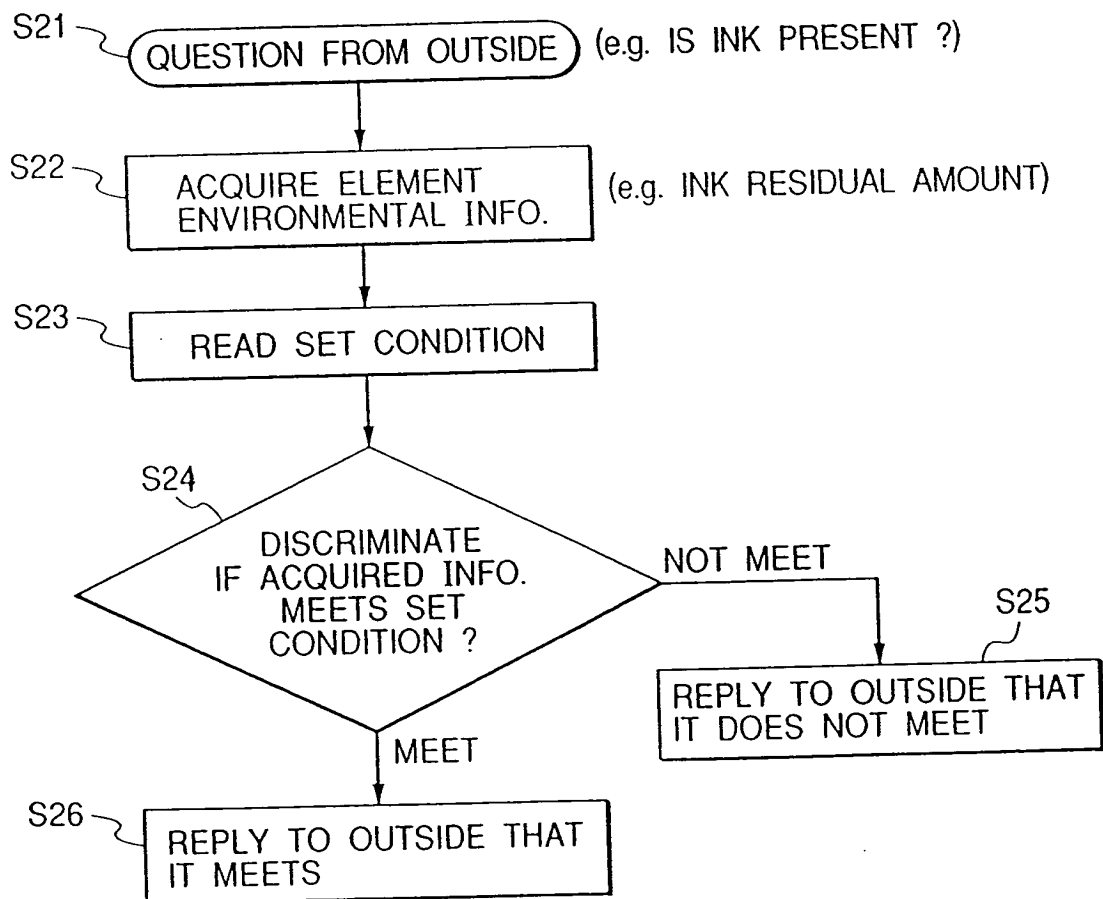 S21
QUESTION FROM OUTSIDE
(e.g. IS INK PRESENT ?)
S22
ACQUIRE ELEMENT
ENVIRONMENTAL INFO.
(e.g. INK RESIDUAL AMOUNT)
S23
READ SET CONDITION
S24
DISCRIMINATE
IF ACQUIRED INFO.
MEETS SET
CONDITION ?
NOT MEET
S25
REPLY TO OUTSIDE THAT
IT DOES NOT MEET
MEET
S26
REPLY TO OUTSIDE THAT
IT MEETS